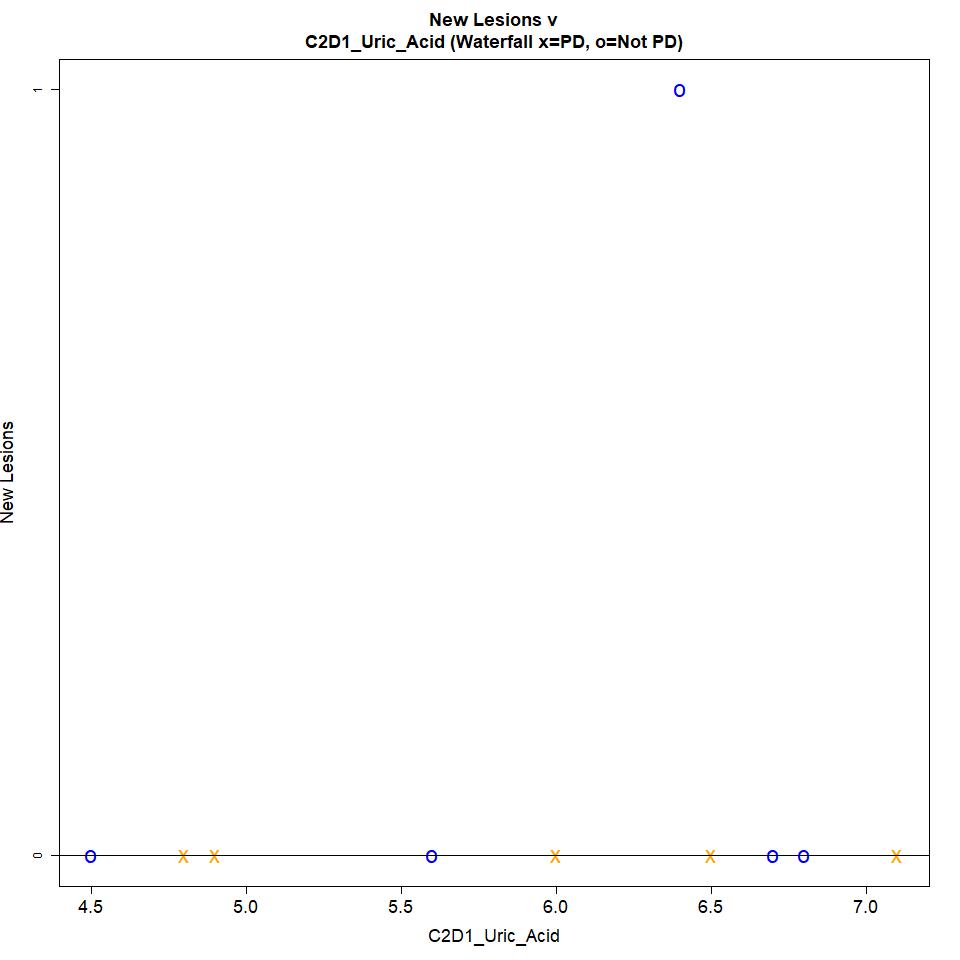 New Lesions v
C2D1_Uric_Acid (Waterfall x=PD, o=Not PD)
New Lesions
1
0
o
o x x o x x o o x
4.5 5.0 5.5 6.0 6.5 7.0
C2D1_Uric_Acid